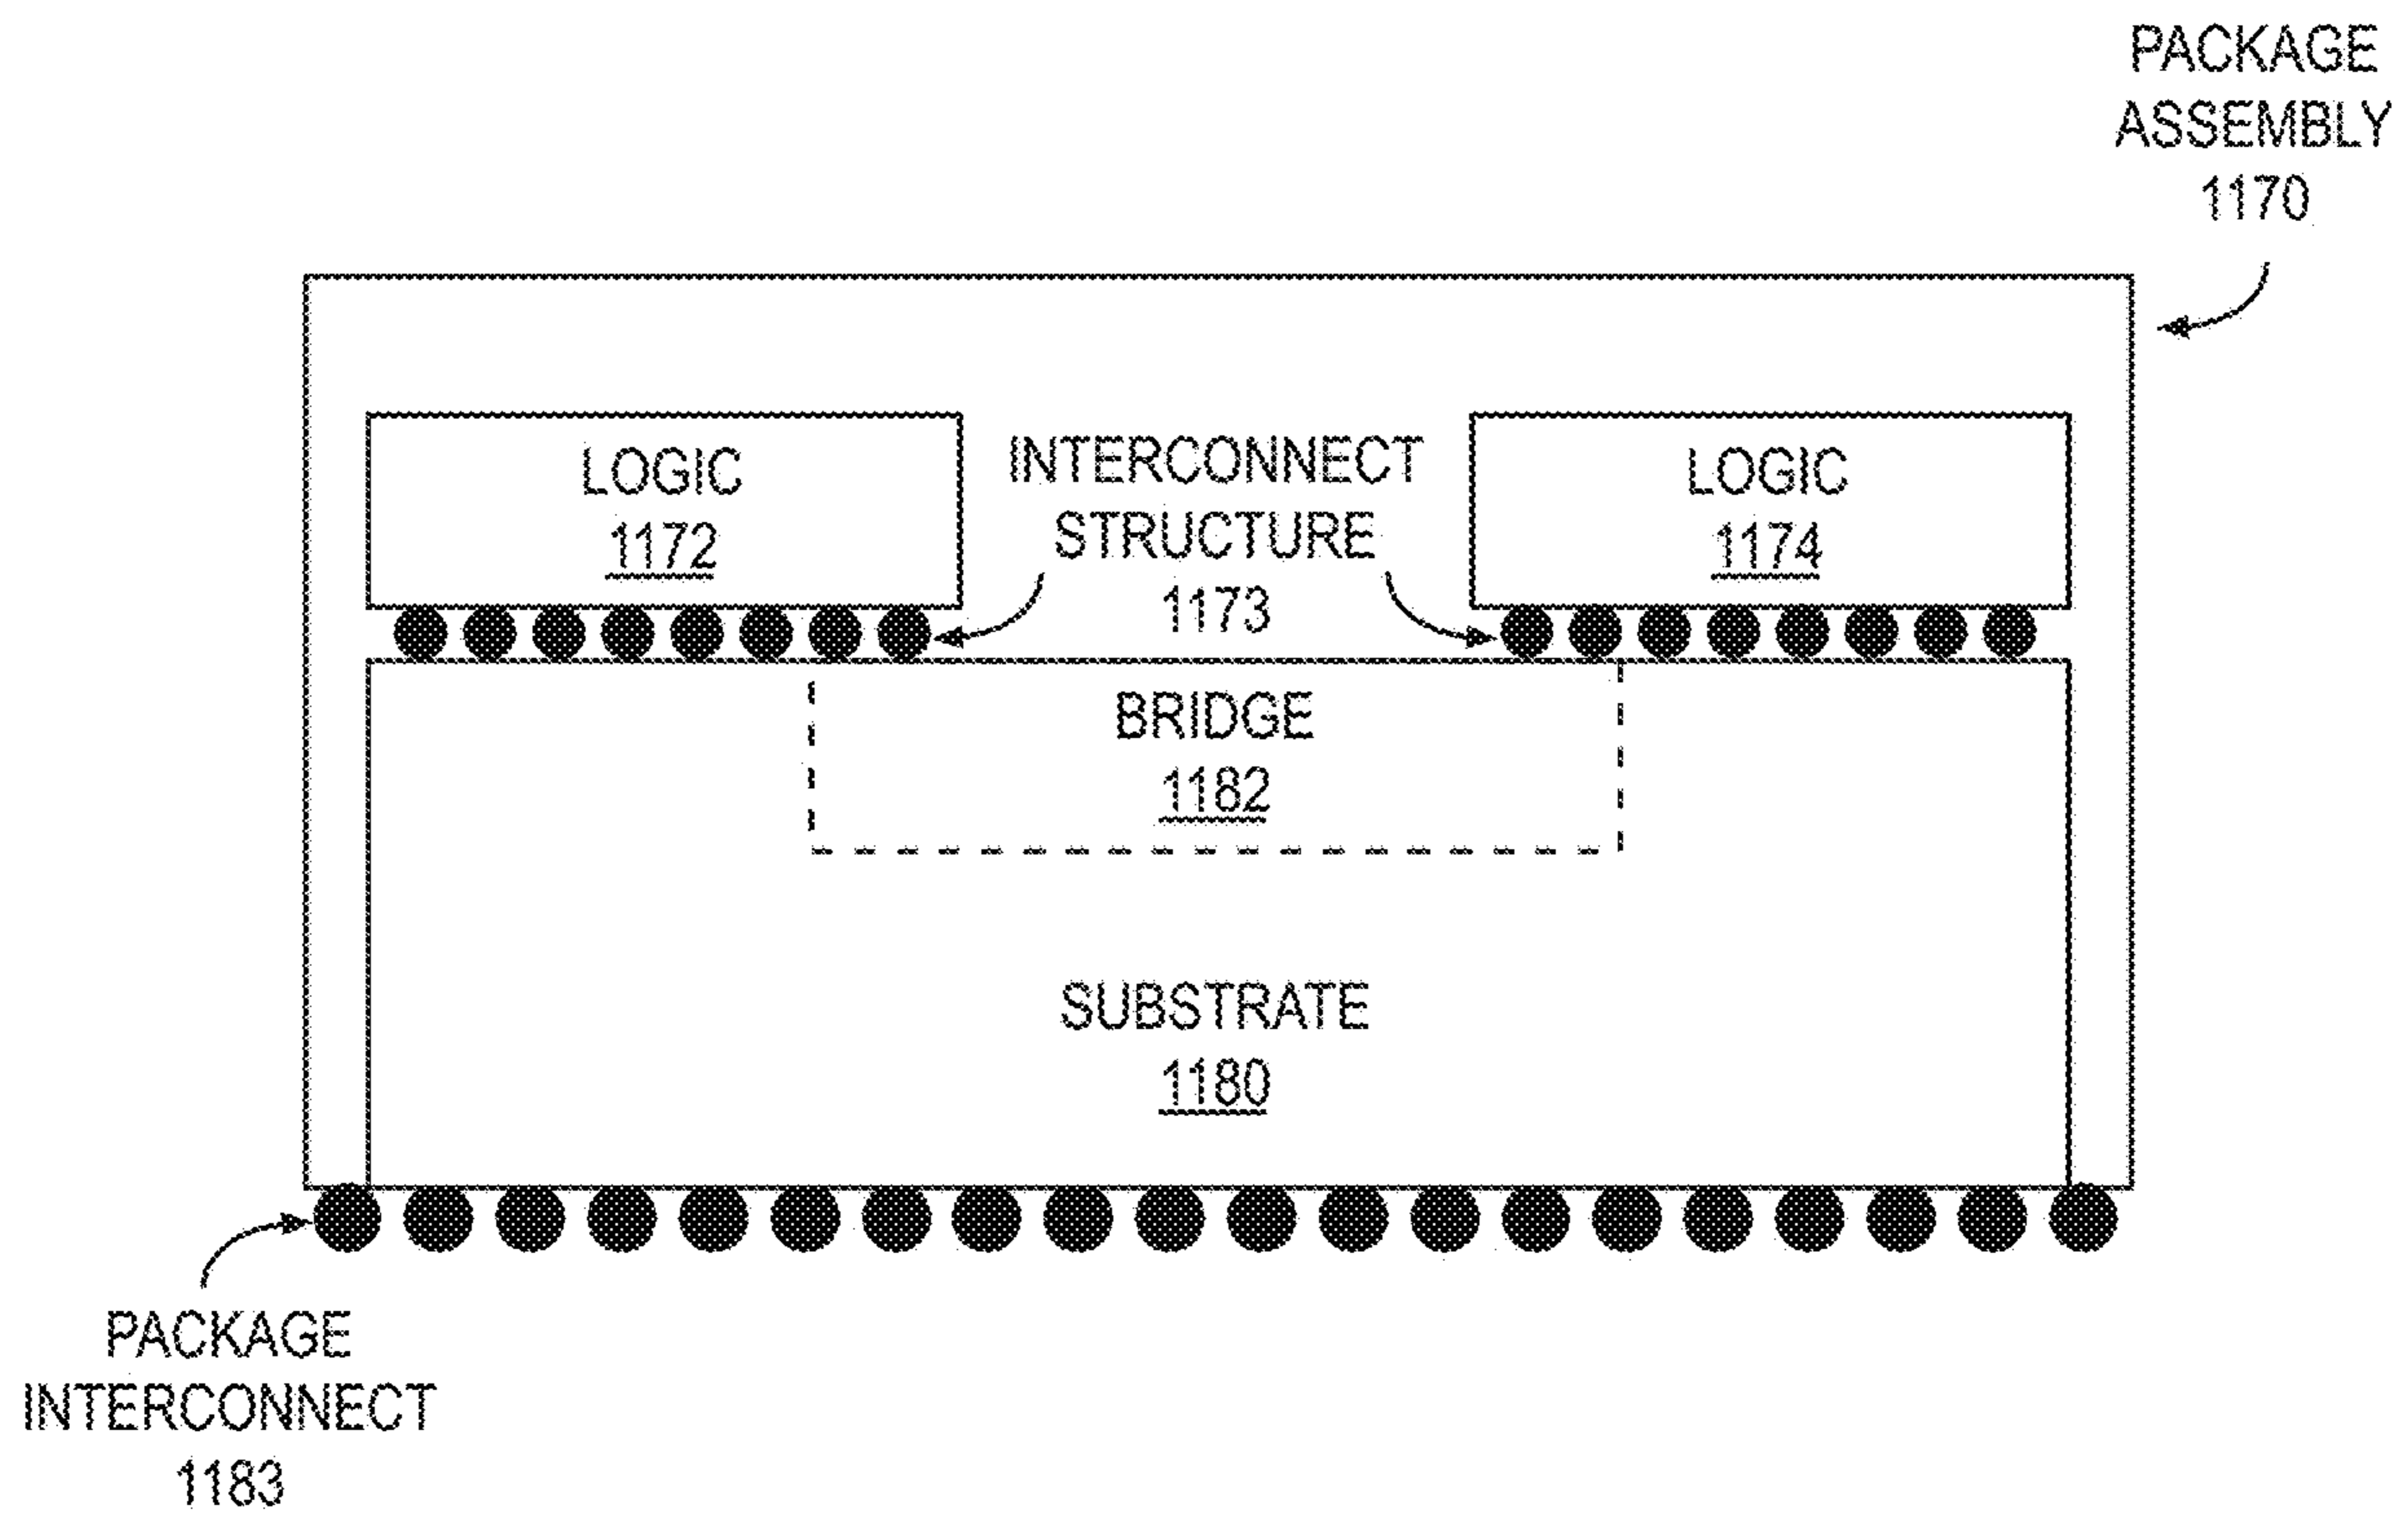 PACKAGE
ASSEMBLY
1170
LOGIC
1172
INTERCONNECT
STRUCTURE
1173
LOGIC
1174
BRIDGE
1182
SUBSTRATE
1180
PACKAGE
INTERCONNECT
1183